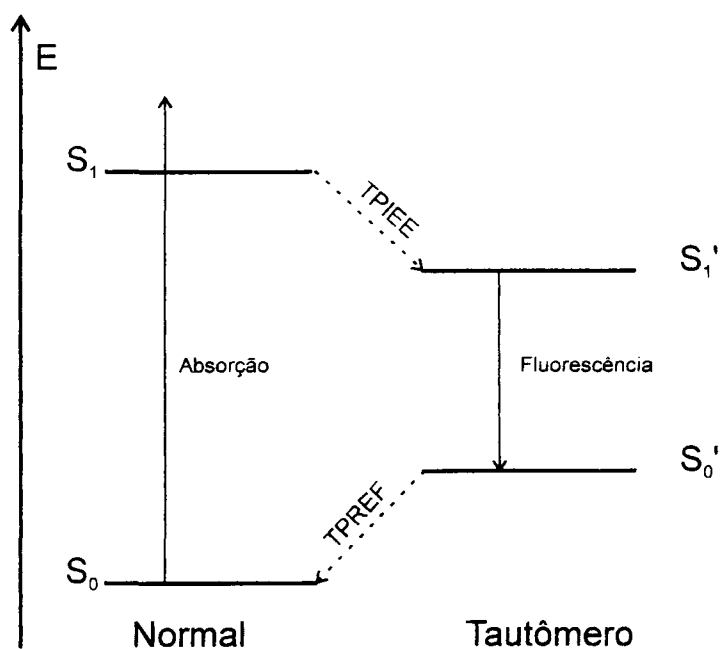 E
S₁
TPIEE
S₁'
Absorção
Fluorescência
S₀'
TPREF
S₀
Normal
Tautômero